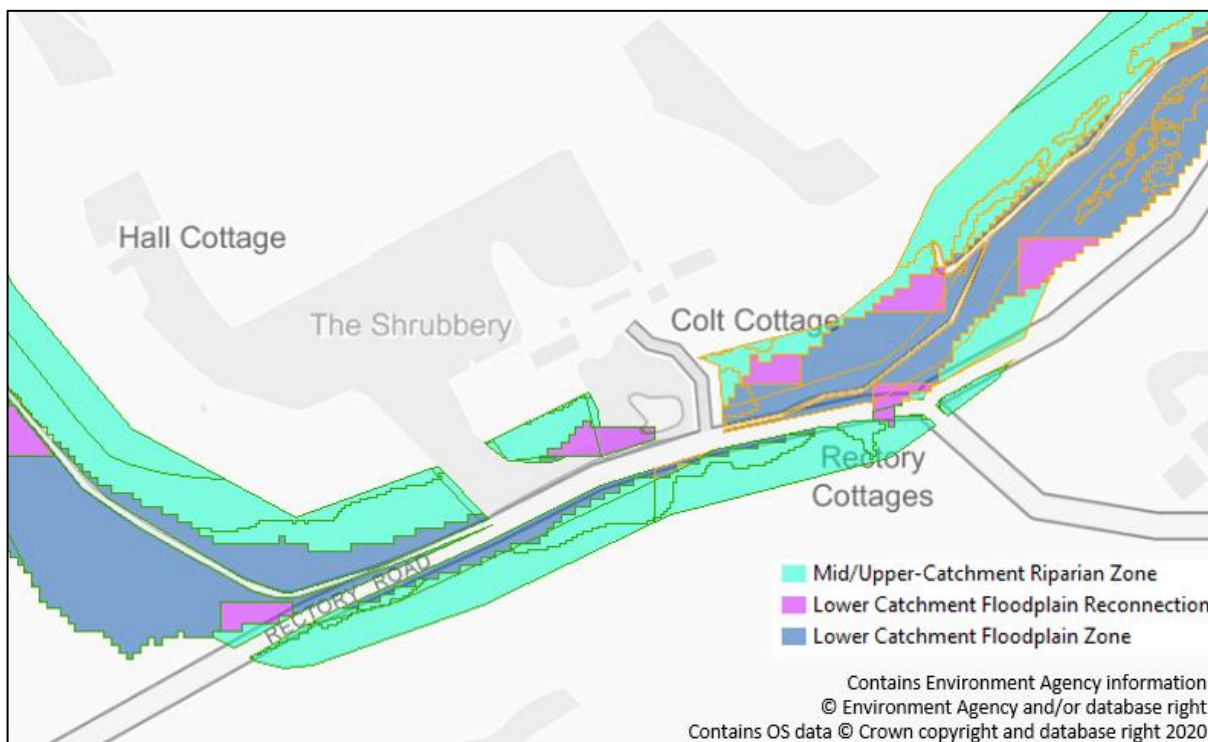 Hall Cottage
The Shrubbery
Colt Cottage
RECTORY ROAD
Rectory
Cottages
Mid/Upper-Catchment Riparian Zone
Lower Catchment Floodplain Reconnection
Lower Catchment Floodplain Zone
Contains Environment Agency information
© Environment Agency and/or database right
Contains OS data © Crown copyright and database right 2020